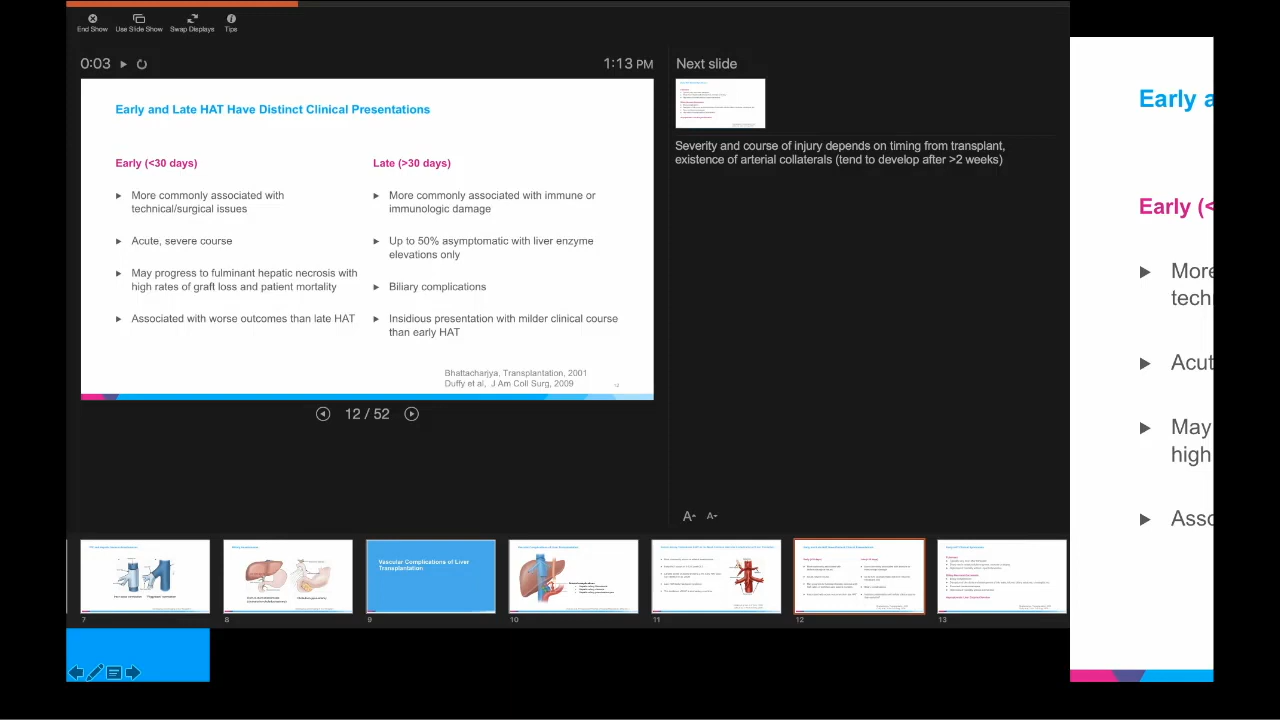 End Show
Use Slide Show
Swap Displays
Tips
0:03
1:13 PM
Early and Late HAT Have Distinct Clinical Presentations
Early (<30 days)
More commonly associated with
technical/surgical issues
Acute, severe course
May progress to fulminant hepatic necrosis with
high rates of graft loss and patient mortality
Associated with worse outcomes than late HAT
Late (>30 days)
More commonly associated with immune or
immunologic damage
Up to 50% asymptomatic with liver enzyme
elevations only
Biliary complications
Insidious presentation with milder clinical course
than early HAT
Bhattacharjya, Transplantation, 2001
Duffy et al, J Am Coll Surg, 2009
12
12 / 52
Next slide
Severity and course of injury depends on timing from transplant,
existence of arterial collaterals (tend to develop after >2 weeks)
A
A
Vascular Complications of Liver
Transplantation
7
8
9
10
11
12
13
Early a
Early (<
More
tech
Acut
May
high
Asso